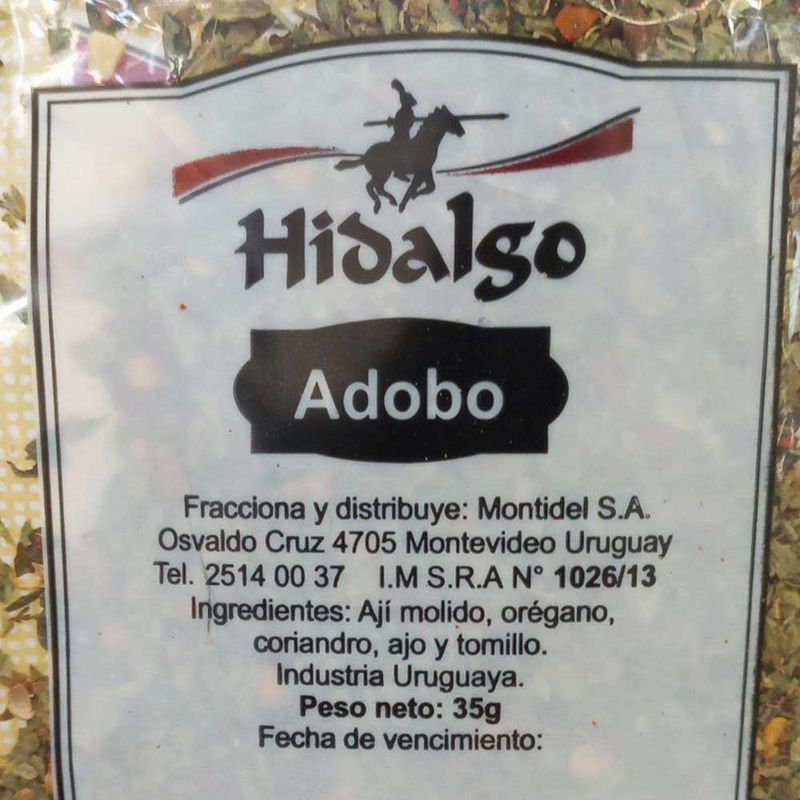 Hidalgo
Adobo
Fracciona y distribuye: Montidel S.A.
Osvaldo Cruz 4705 Montevideo Uruguay
Tel. 2514 00 37 I.M S.R.A N° 1026/13
Ingredientes: Ají molido, orégano,
coriandro, ajo y tomillo.
Industria Uruguaya.
Peso neto: 35g
Fecha de vencimiento: